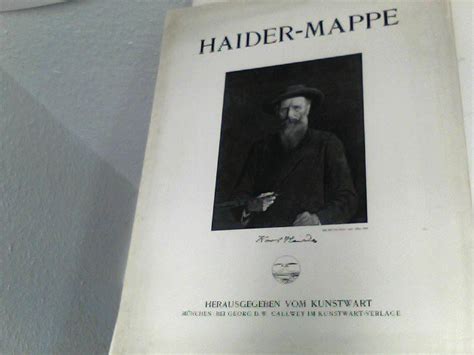 HAIDER-MAPPE
HERAUSGEGEBEN VOM KUNSTWART
MÜNCHEN BEI GEORG D.W. CALLWEY IM KUNSTWART-VERLAGE